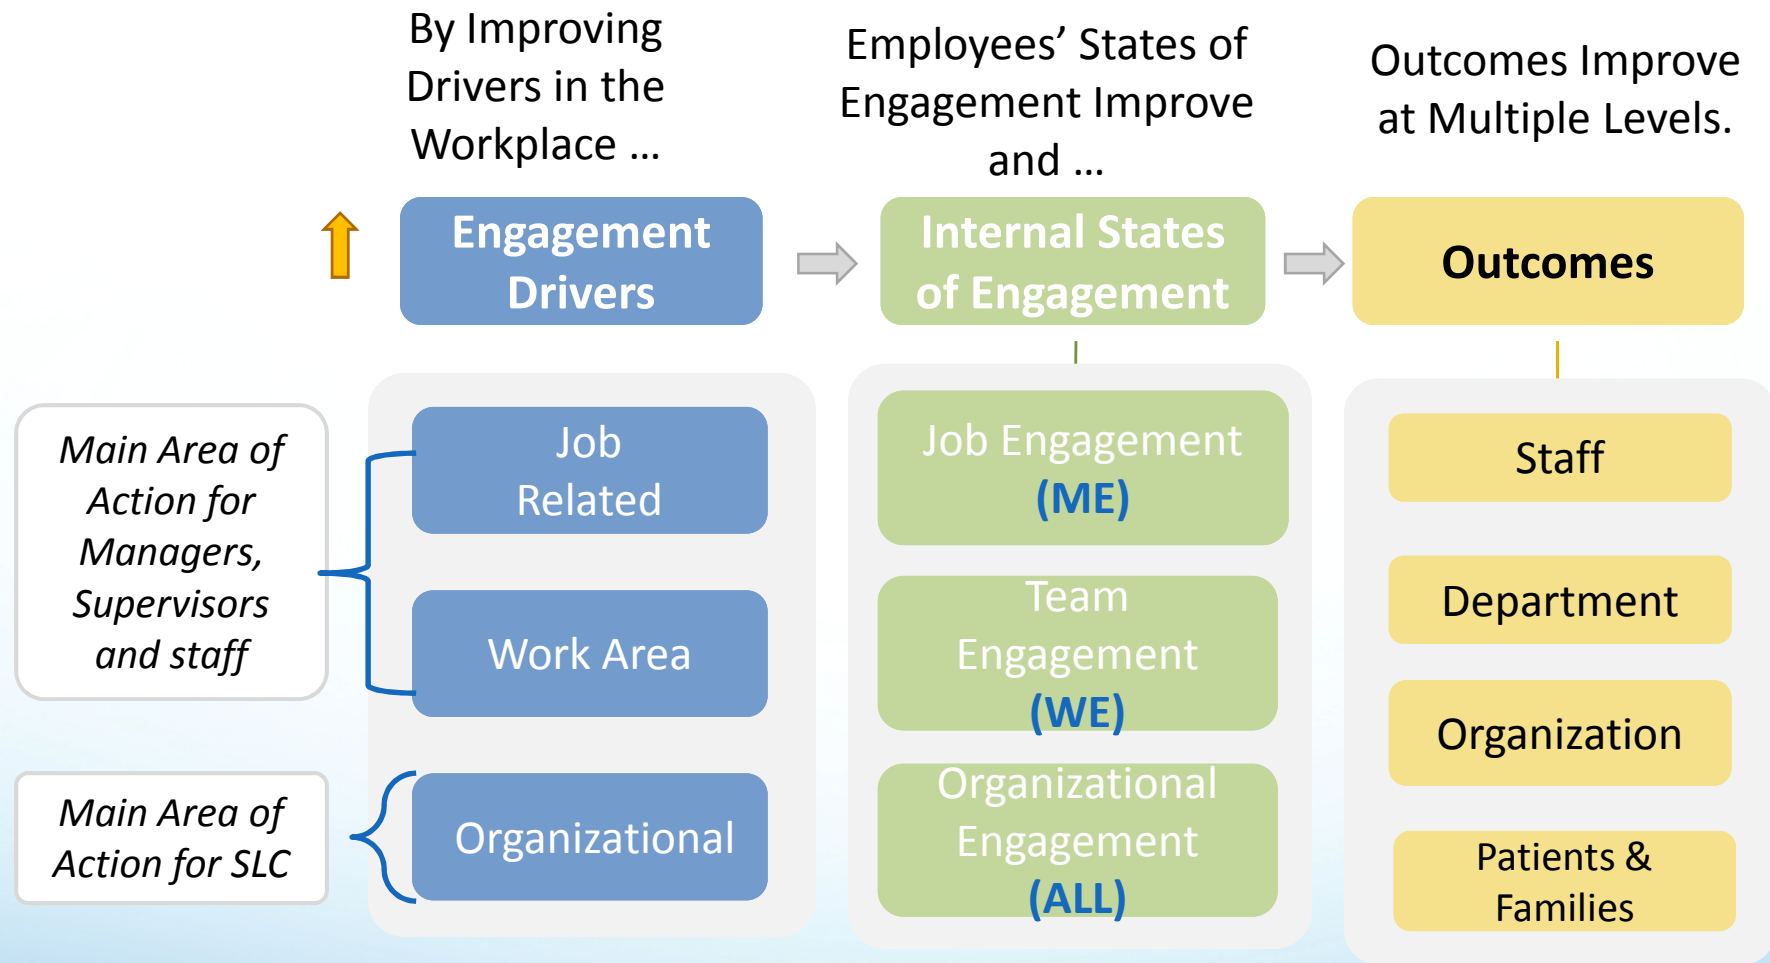 By Improving
Drivers in the
Workplace ...
Employees’ States of
Engagement Improve
and ...
Outcomes Improve
at Multiple Levels.
Engagement
Drivers
Internal States
of Engagement
Outcomes
Main Area of
Action for
Managers,
Supervisors
and staff
Job
Related
Work Area
Main Area of
Action for SLC
Organizational
Job Engagement
(ME)
Team
Engagement
(WE)
Organizational
Engagement
(ALL)
Staff
Department
Organization
Patients &
Families